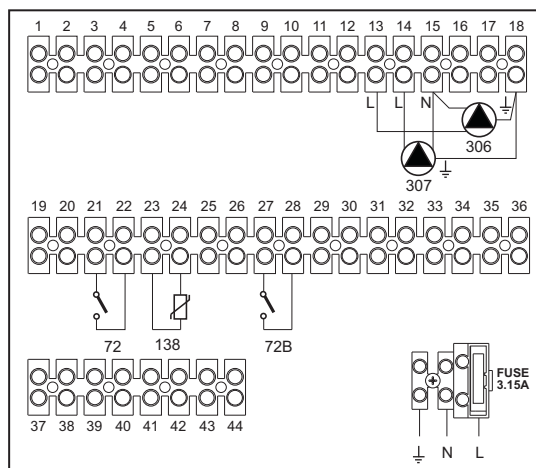 1 2 3 4 5 6 7 8 9 10 11 12 13 14 15 16 17 18
L L N
306
307
19 20 21 22 23 24 25 26 27 28 29 30 31 32 33 34 35 36
72 138 72B
FUSE
3.15A
37 38 39 40 41 42 43 44
N L